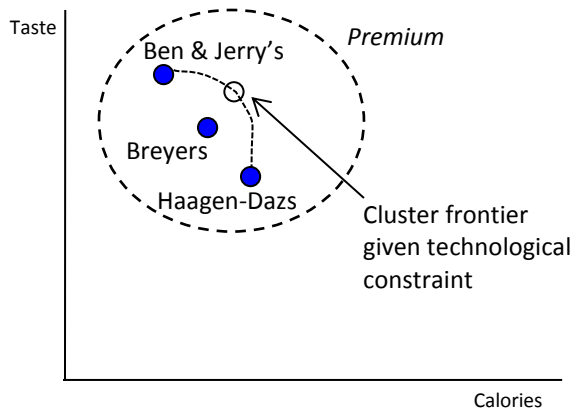 Taste
Premium
Ben & Jerry's
Breyers
Haagen-Dazs
Cluster frontier
given technological
constraint
Calories